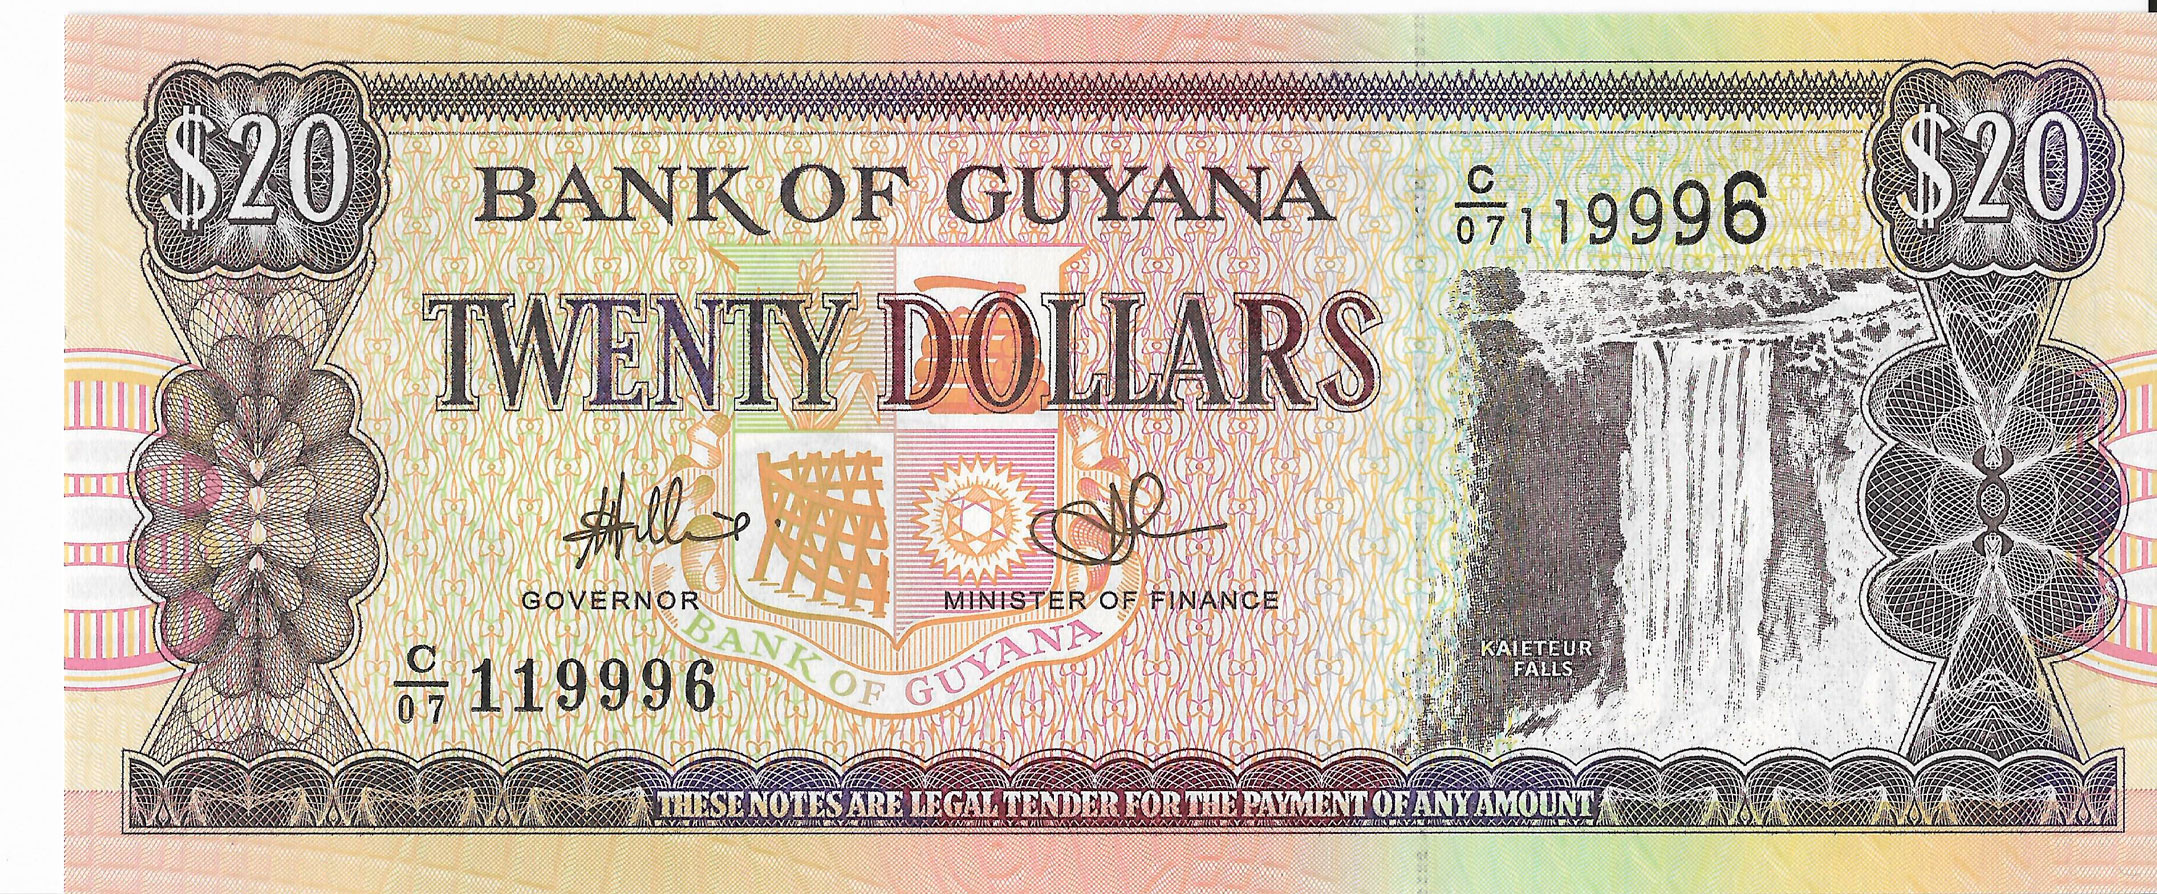 $20
$20
BANK OF GUYANA
C/07 119996
TWENTY DOLLARS
GOVERNOR
MINISTER OF FINANCE
BANK OF GUYANA
KAIETEUR
FALLS
C/07 119996
THESE NOTES ARE LEGAL TENDER FOR THE PAYMENT OF ANY AMOUNT